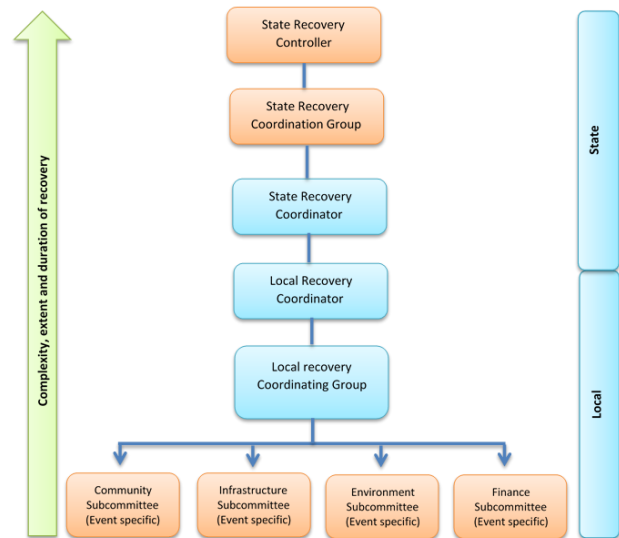 State Recovery
Controller
State Recovery
Coordination Group
State Recovery
Coordinator
Local Recovery
Coordinator
Local recovery
Coordinating Group
Community
Subcommittee
(Event specific)
Infrastructure
Subcommittee
(Event specific)
Environment
Subcommittee
(Event specific)
Finance
Subcommittee
(Event specific)
Complexity, extent and duration of recovery
State
Local